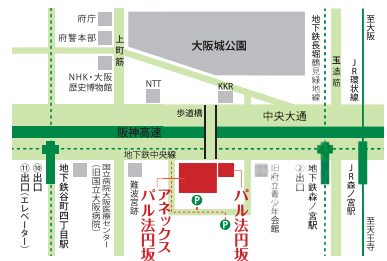 府庁
府警本部
上町筋
大阪城公園
地下鉄長堀鶴見緑地線
玉造筋
JR環状線
至大阪
NHK・大阪
歴史博物館
NTT
KKR
歩道橋
中央大通
阪神高速
地下鉄中央線
⑩出口
⑪出口(エレベーター)
地下鉄谷町四丁目駅
国立病院大阪医療センター
(旧国立大阪病院)
難波宮跡
パル法円坂
アネックス
P
P
パル法円坂
旧府立青少年会館
②出口
地下鉄森ノ宮駅
JR森ノ宮駅
至天王寺